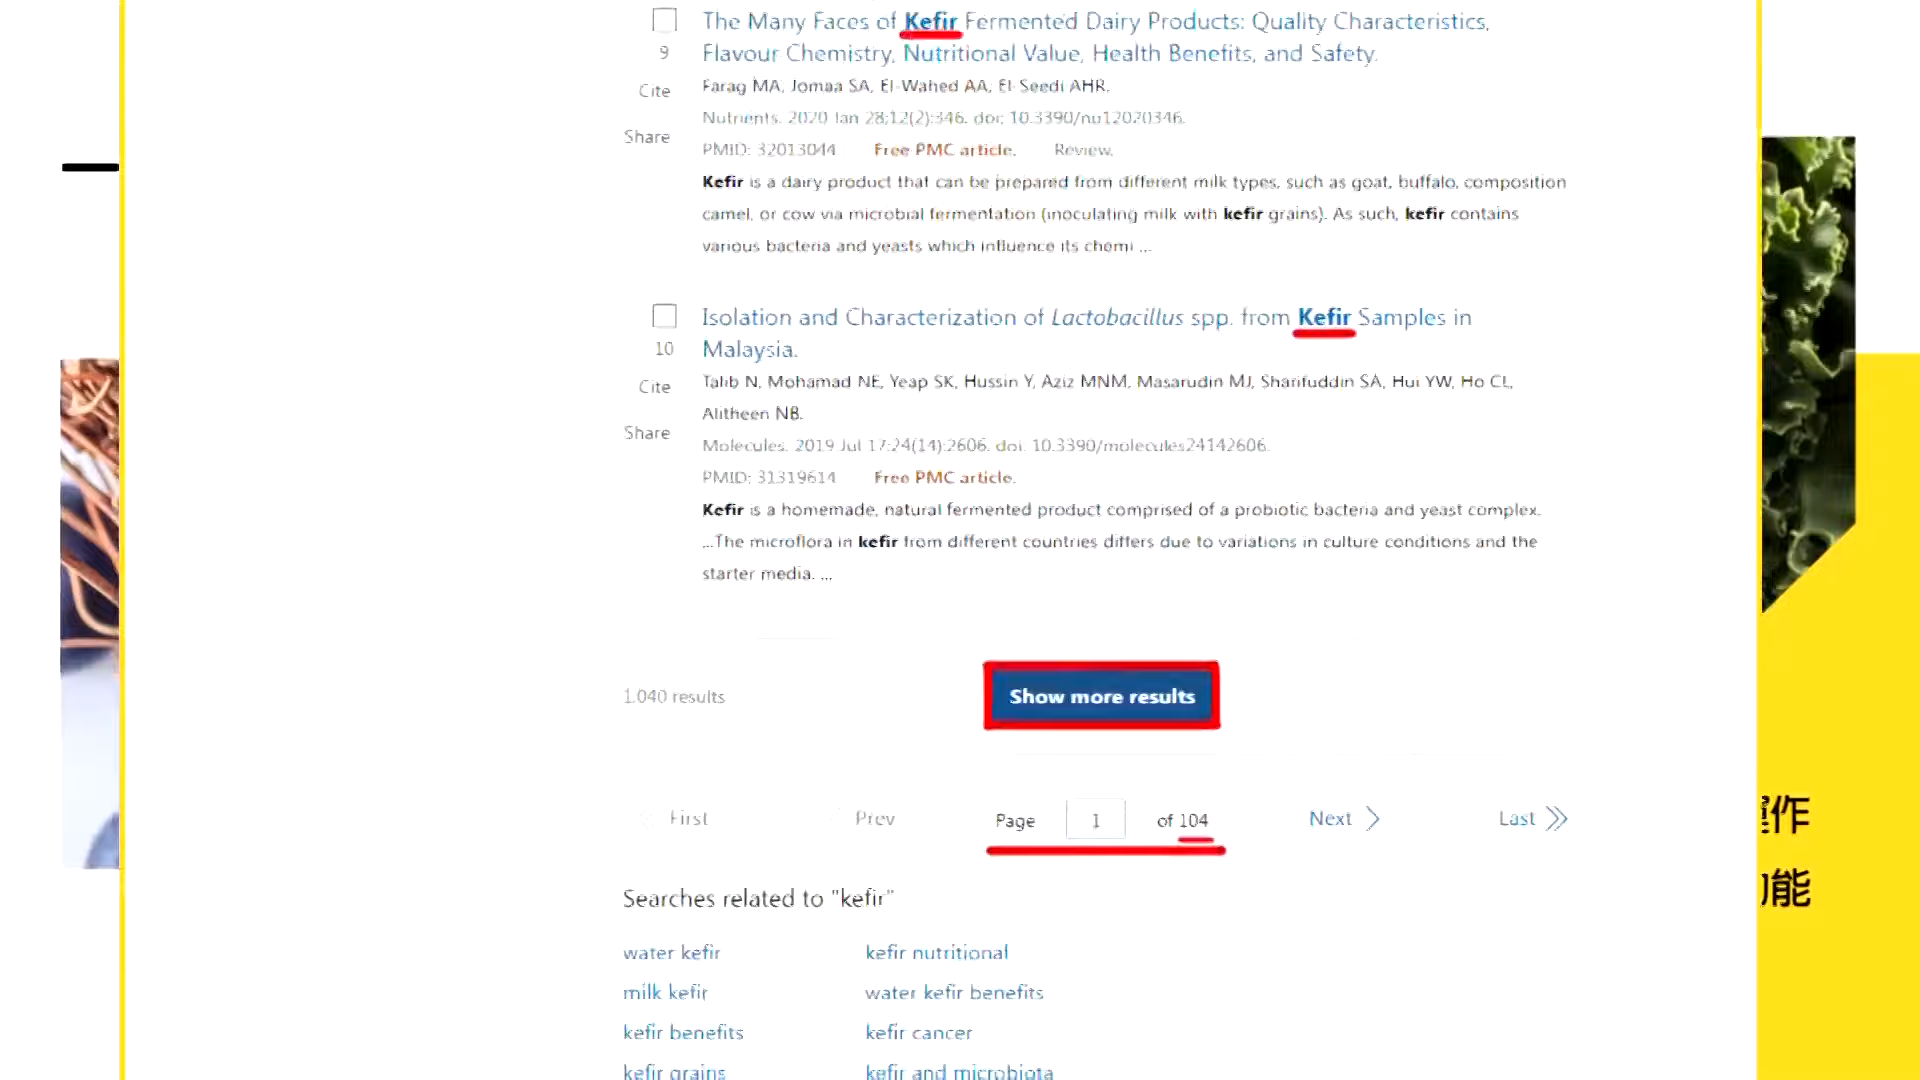 The Many Faces of Kefir Fermented Dairy Products: Quality Characteristics,
9
Flavour Chemistry, Nutritional Value, Health Benefits, and Safety.
Cite
Farag MA, Jomaa SA, El-Wahed AA, El-Seedi AHR.
Nutrients. 2020 Jan 28;12(2):346. doi: 10.3390/nu12020346.
Share
PMID: 32013044 Free PMC article. Review.
Kefir is a dairy product that can be prepared from different milk types, such as goat, buffalo, composition
camel, or cow via microbial fermentation (inoculating milk with kefir grains). As such, kefir contains
various bacteria and yeasts which influence its chemi ...
Isolation and Characterization of Lactobacillus spp. from Kefir Samples in
10
Malaysia.
Cite
Talib N, Mohamad NE, Yeap SK, Hussin Y, Aziz MNM, Masarudin MJ, Sharifuddin SA, Hui YW, Ho CL,
Alitheen NB.
Share
Molecules. 2019 Jul 17;24(14):2606. doi: 10.3390/molecules24142606.
PMID: 31319614 Free PMC article.
Kefir is a homemade, natural fermented product comprised of a probiotic bacteria and yeast complex.
...The microflora in kefir from different countries differs due to variations in culture conditions and the
starter media. ...
1,040 results
Show more results
First Prev Page 1 of 104 Next Last
Searches related to "kefir"
water kefir kefir nutritional
milk kefir water kefir benefits
kefir benefits kefir cancer
kefir grains kefir and microbiota
作
能